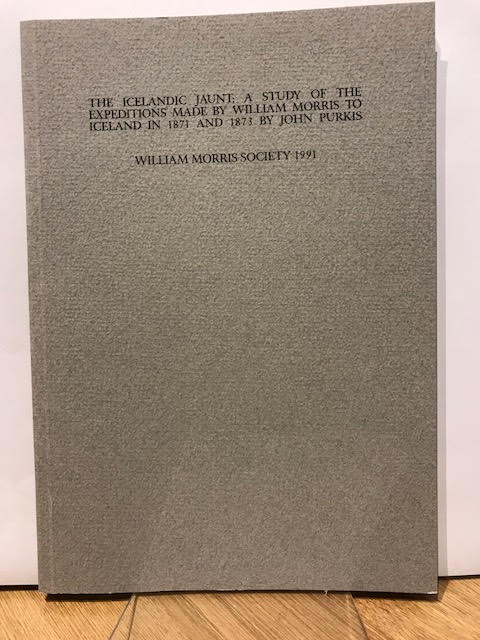 THE ICELANDIC JAUNT; A STUDY OF THE
EXPEDITIONS MADE BY WILLIAM MORRIS TO
ICELAND IN 1871 AND 1873 BY JOHN PURKIS
WILLIAM MORRIS SOCIETY 1991